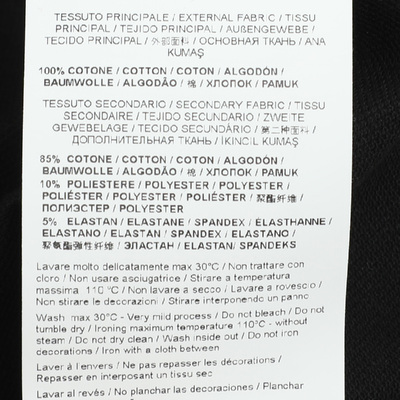 TESSUTO PRINCIPALE / EXTERNAL FABRIC / TISSU
PRINCIPAL / TEJIDO PRINCIPAL / AUßENGEWEBE /
TECIDO PRINCIPAL / 外部面料 / ОСНОВНАЯ ТКАНЬ / ANA
KUMAŞ
100% COTONE / COTTON / COTON / ALGODÓN /
BAUMWOLLE / ALGODÃO / 棉 / ХЛОПОК / PAMUK
TESSUTO SECONDARIO / SECONDARY FABRIC / TISSU
SECONDAIRE / TEJIDO SECUNDARIO / ZWEITE
GEWEBELAGE / TECIDO SECUNDÁRIO / 第二种面料 /
ДОПОЛНИТЕЛЬНАЯ ТКАНЬ / İKİNCİL KUMAŞ
85% COTONE / COTTON / COTON / ALGODÓN /
BAUMWOLLE / ALGODÃO / 棉 / ХЛОПОК / PAMUK
10% POLIESTERE / POLYESTER / POLYESTER /
POLIÉSTER / POLYESTER / POLIÉSTER / 聚酯纤维 /
ПОЛИЭСТЕР / POLYESTER
5% ELASTAN / ELASTANE / SPANDEX / ÉLASTHANNE /
ELASTANO / ELASTAN / SPANDEX / ELASTANO /
聚氨酯弹性纤维 / ЭЛАСТАН / ELASTAN/ SPANDEKS
Lavare molto delicatamente max 30°C / Non trattare con
cloro / Non usare asciugatrice / Stirare a temperatura
massima 110 °C / Non lavare a secco / Lavare a rovescio /
Non stirare le decorazioni / Stirare interponendo un panno
Wash max 30°C - Very mild process / Do not bleach / Do not
tumble dry / Ironing maximum temperature 110°C - without
steam / Do not dry clean / Wash inside out / Do not iron
decorations / Iron with a cloth between
Laver à l'envers / Ne pas repasser les décorations /
Repasser en interposant un tissu sec
Lavar al revés / No planchar las decoraciones / Planchar